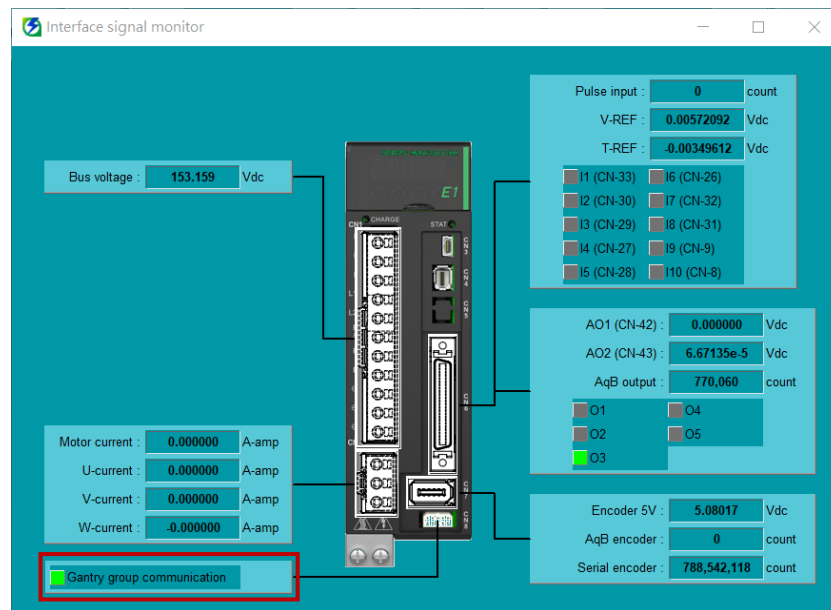 Interface signal monitor
Pulse input : 0 count
V-REF : 0.00572092 Vdc
T-REF : -0.00349612 Vdc
I1 (CN-33) I6 (CN-26)
I2 (CN-30) I7 (CN-32)
I3 (CN-29) I8 (CN-31)
I4 (CN-27) I9 (CN-9)
I5 (CN-28) I10 (CN-8)
Bus voltage : 153.159 Vdc
E1
CN1 CHARGE STAT
CN3
CN4
CN5
CN6
CN7
CN8
AO1 (CN-42) : 0.000000 Vdc
AO2 (CN-43) : 6.67135e-5 Vdc
AqB output : 770,060 count
O1 O4
O2 O5
O3
Motor current : 0.000000 A-amp
U-current : 0.000000 A-amp
V-current : 0.000000 A-amp
W-current : -0.000000 A-amp
Encoder 5V : 5.08017 Vdc
AqB encoder : 0 count
Serial encoder : 788,542,118 count
Gantry group communication